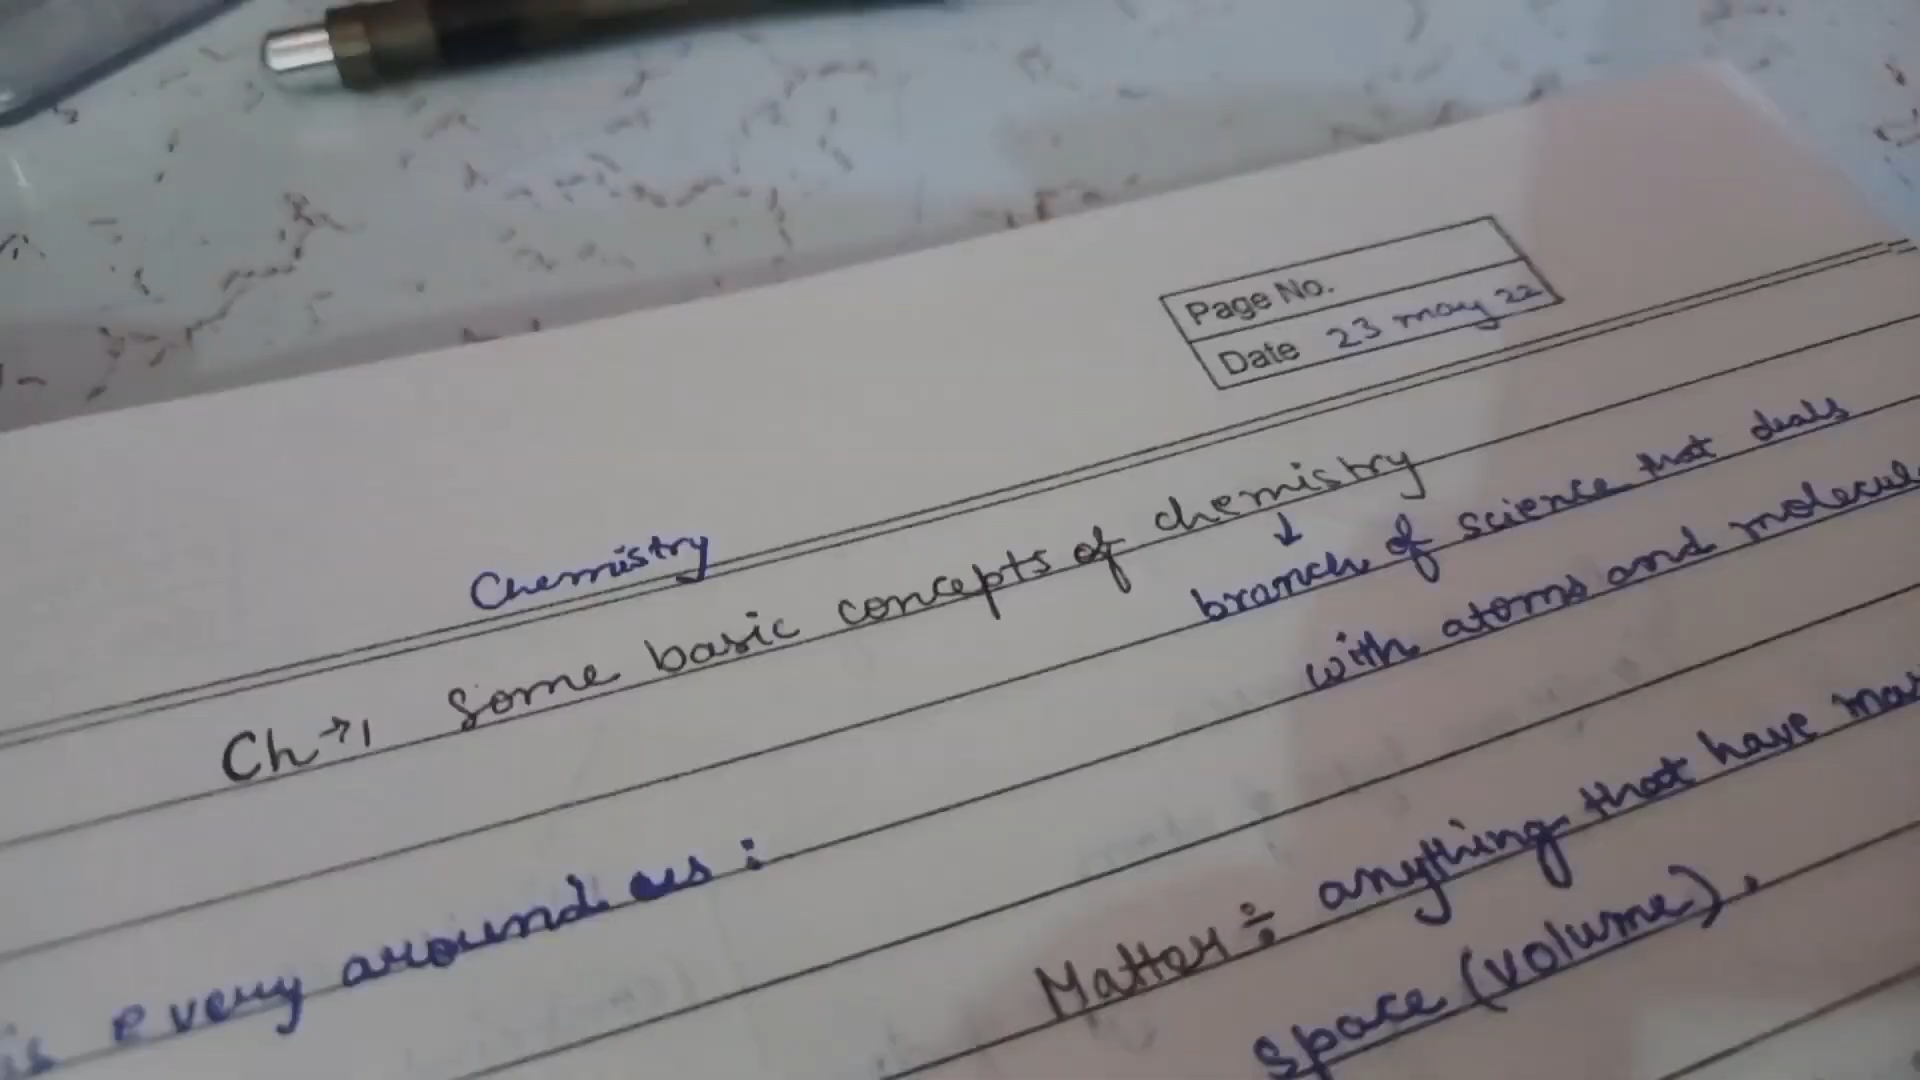 Page No.
Date 23 may 22
Chemistry
Ch→1 Some basic concepts of chemistry
↓
branch of science that deals
with atoms and
is every around us :
Matter ÷ anything that have
space (volume).